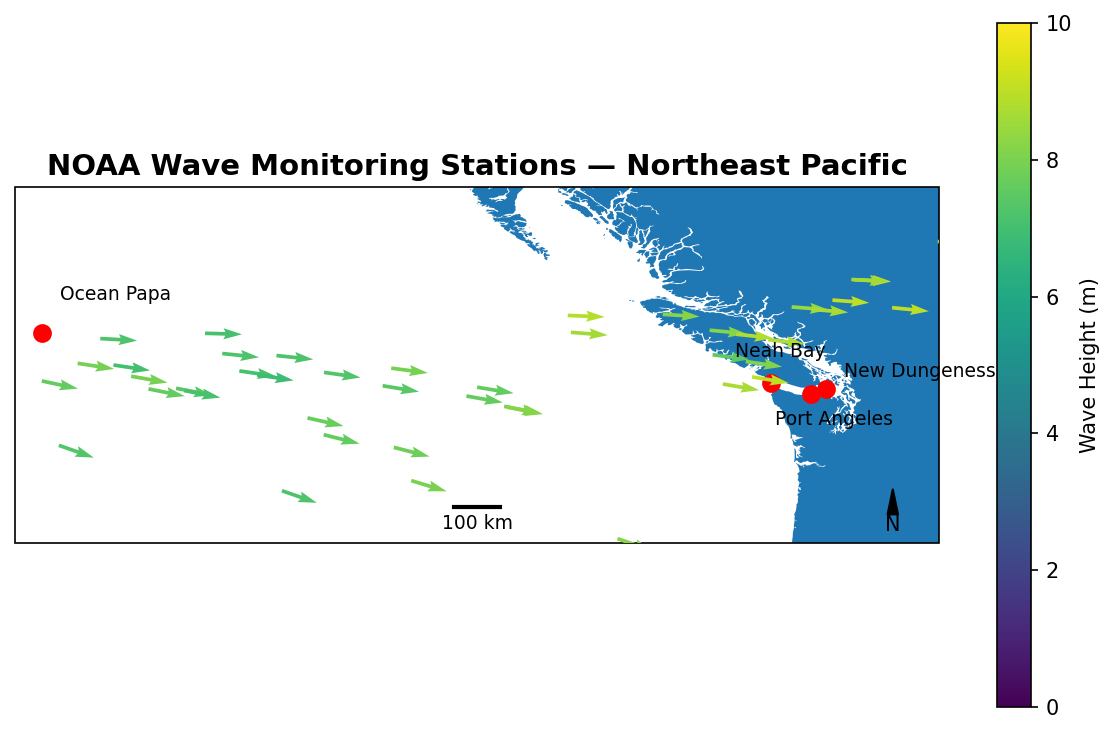 NOAA Wave Monitoring Stations — Northeast Pacific
Ocean Papa
Neah Bay
New Dungeness
Port Angeles
100 km
N
10
8
6
4
2
0
Wave Height (m)